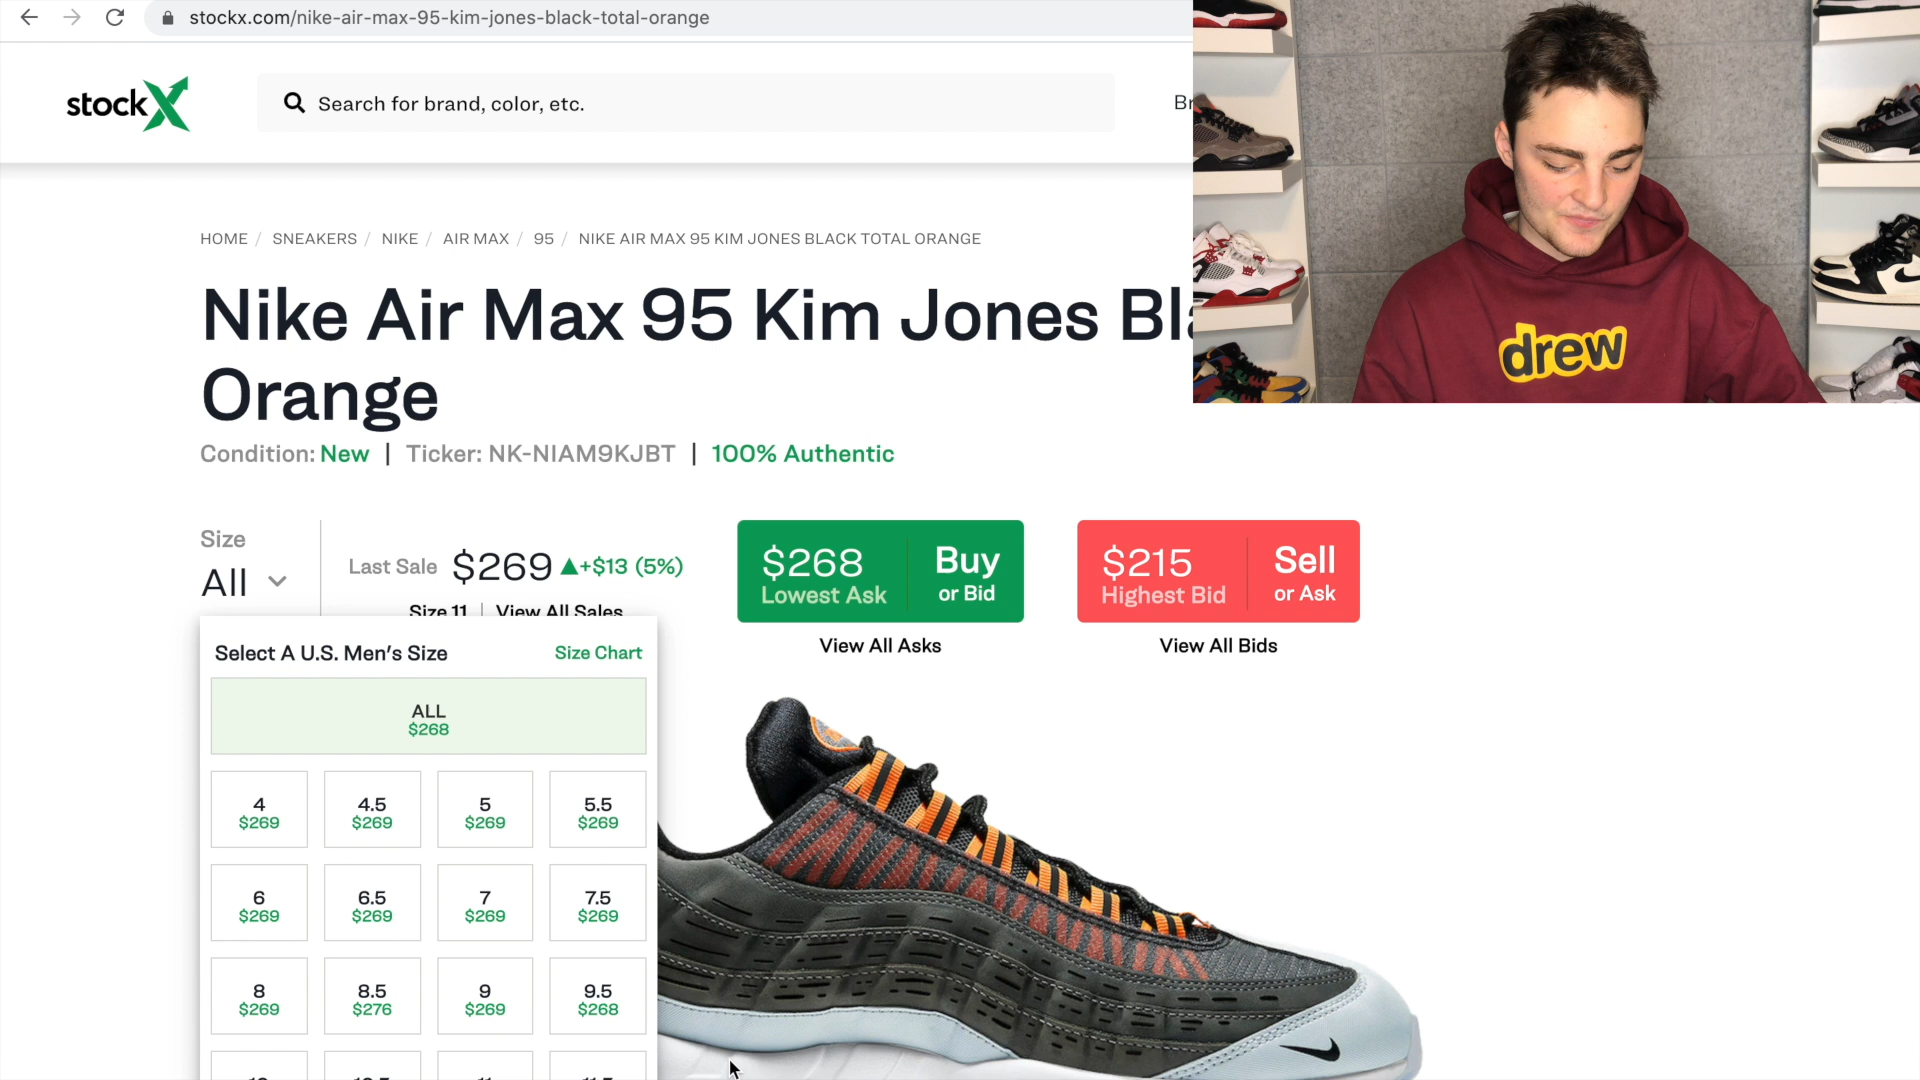 stockx.com/nike-air-max-95-kim-jones-black-total-orange
stockX
Search for brand, color, etc.
HOME / SNEAKERS / NIKE / AIR MAX / 95 / NIKE AIR MAX 95 KIM JONES BLACK TOTAL ORANGE
Nike Air Max 95 Kim Jones
Orange
Condition: New | Ticker: NK-NIAM9KJBT | 100% Authentic
Size
All
Last Sale $269 ▲+$13 (5%)
Size 11 | View All Sales
$268 Buy
Lowest Ask or Bid
View All Asks
$215 Sell
Highest Bid or Ask
View All Bids
Select A U.S. Men's Size Size Chart
ALL
$268
4 4.5 5 5.5
$269 $269 $269 $269
6 6.5 7 7.5
$269 $269 $269 $269
8 8.5 9 9.5
$269 $276 $269 $268
drew